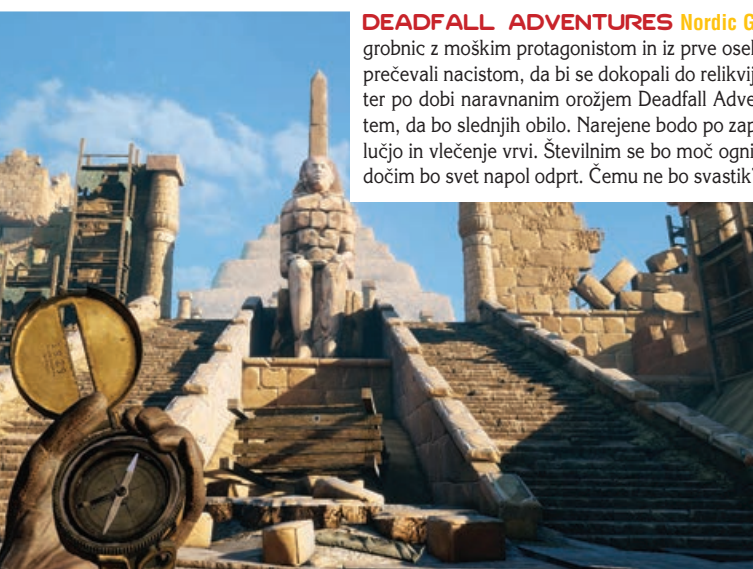 DEADFALL ADVENTURES Nordic G
grobnic z moškim protagonistom in iz prve osel
prečevali nacistom, da bi se dokopali do relikvij
ter po dobi naravnanim orožjem Deadfall Adve
tem, da bo slednjih obilo. Narejene bodo po zap
lučjo in vlečenje vrvi. Številnim se bo moč ogni
dočim bo svet napol odprt. Čemu ne bo svastik